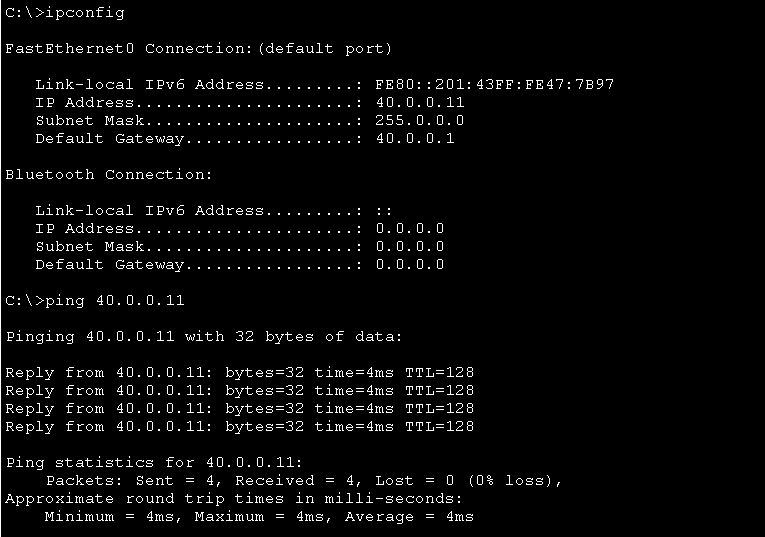 C:\>ipconfig
FastEthernet0 Connection:(default port)
Link-local IPv6 Address.........: FE80::201:43FF:FE47:7B97
IP Address......................: 40.0.0.11
Subnet Mask.....................: 255.0.0.0
Default Gateway.................: 40.0.0.1
Bluetooth Connection:
Link-local IPv6 Address.........: ::
IP Address......................: 0.0.0.0
Subnet Mask.....................: 0.0.0.0
Default Gateway.................: 0.0.0.0
C:\>ping 40.0.0.11
Pinging 40.0.0.11 with 32 bytes of data:
Reply from 40.0.0.11: bytes=32 time=4ms TTL=128
Reply from 40.0.0.11: bytes=32 time=4ms TTL=128
Reply from 40.0.0.11: bytes=32 time=4ms TTL=128
Reply from 40.0.0.11: bytes=32 time=4ms TTL=128
Ping statistics for 40.0.0.11:
Packets: Sent = 4, Received = 4, Lost = 0 (0% loss),
Approximate round trip times in milli-seconds:
Minimum = 4ms, Maximum = 4ms, Average = 4ms